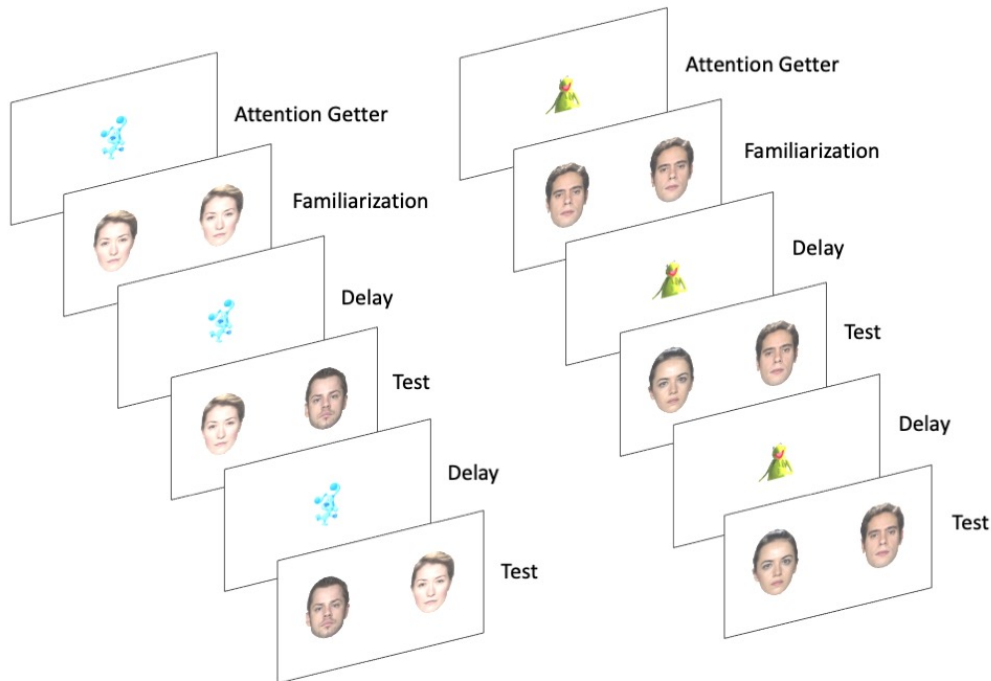 Attention Getter
Familiarization
Delay
Test
Delay
Test
Attention Getter
Familiarization
Delay
Test
Delay
Test